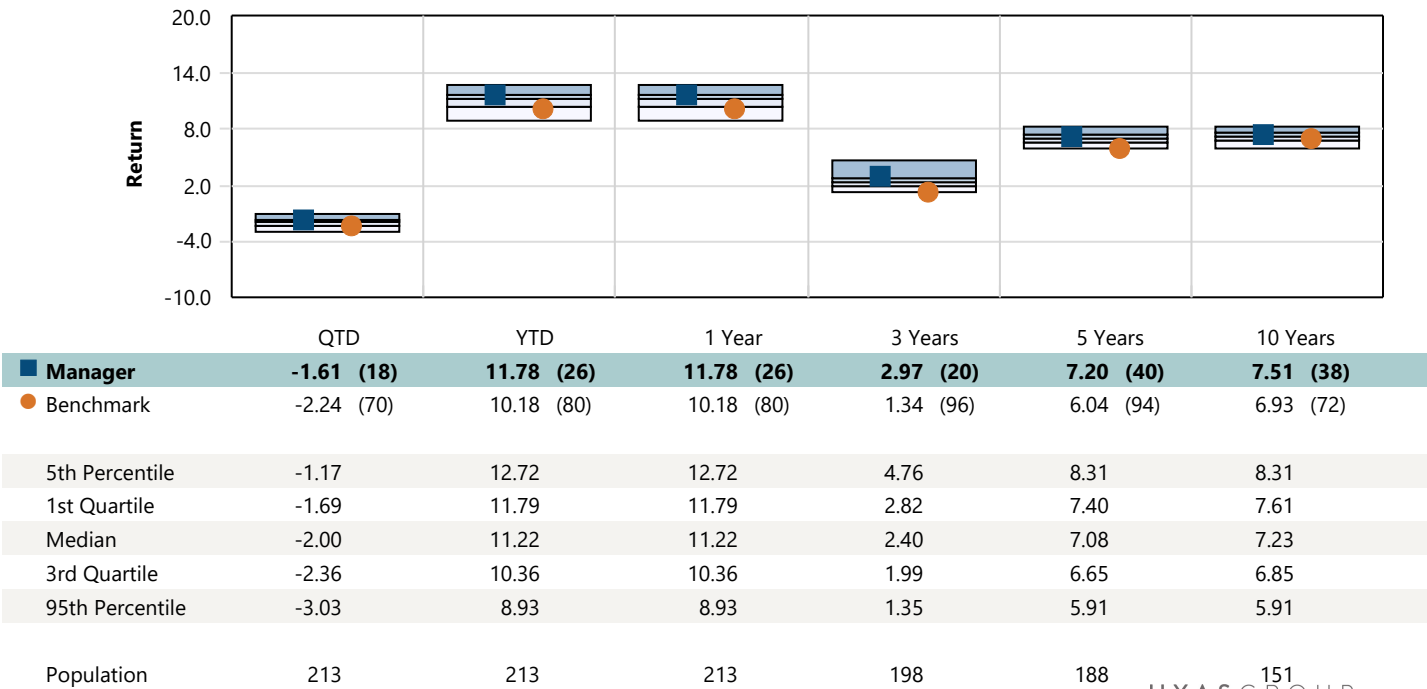 20.0
14.0
8.0
2.0
-4.0
-10.0
Return
QTD YTD 1 Year 3 Years 5 Years 10 Years
Manager -1.61 (18) 11.78 (26) 11.78 (26) 2.97 (20) 7.20 (40) 7.51 (38)
Benchmark -2.24 (70) 10.18 (80) 10.18 (80) 1.34 (96) 6.04 (94) 6.93 (72)
5th Percentile -1.17 12.72 12.72 4.76 8.31 8.31
1st Quartile -1.69 11.79 11.79 2.82 7.40 7.61
Median -2.00 11.22 11.22 2.40 7.08 7.23
3rd Quartile -2.36 10.36 10.36 1.99 6.65 6.85
95th Percentile -3.03 8.93 8.93 1.35 5.91 5.91
Population 213 213 213 198 188 151